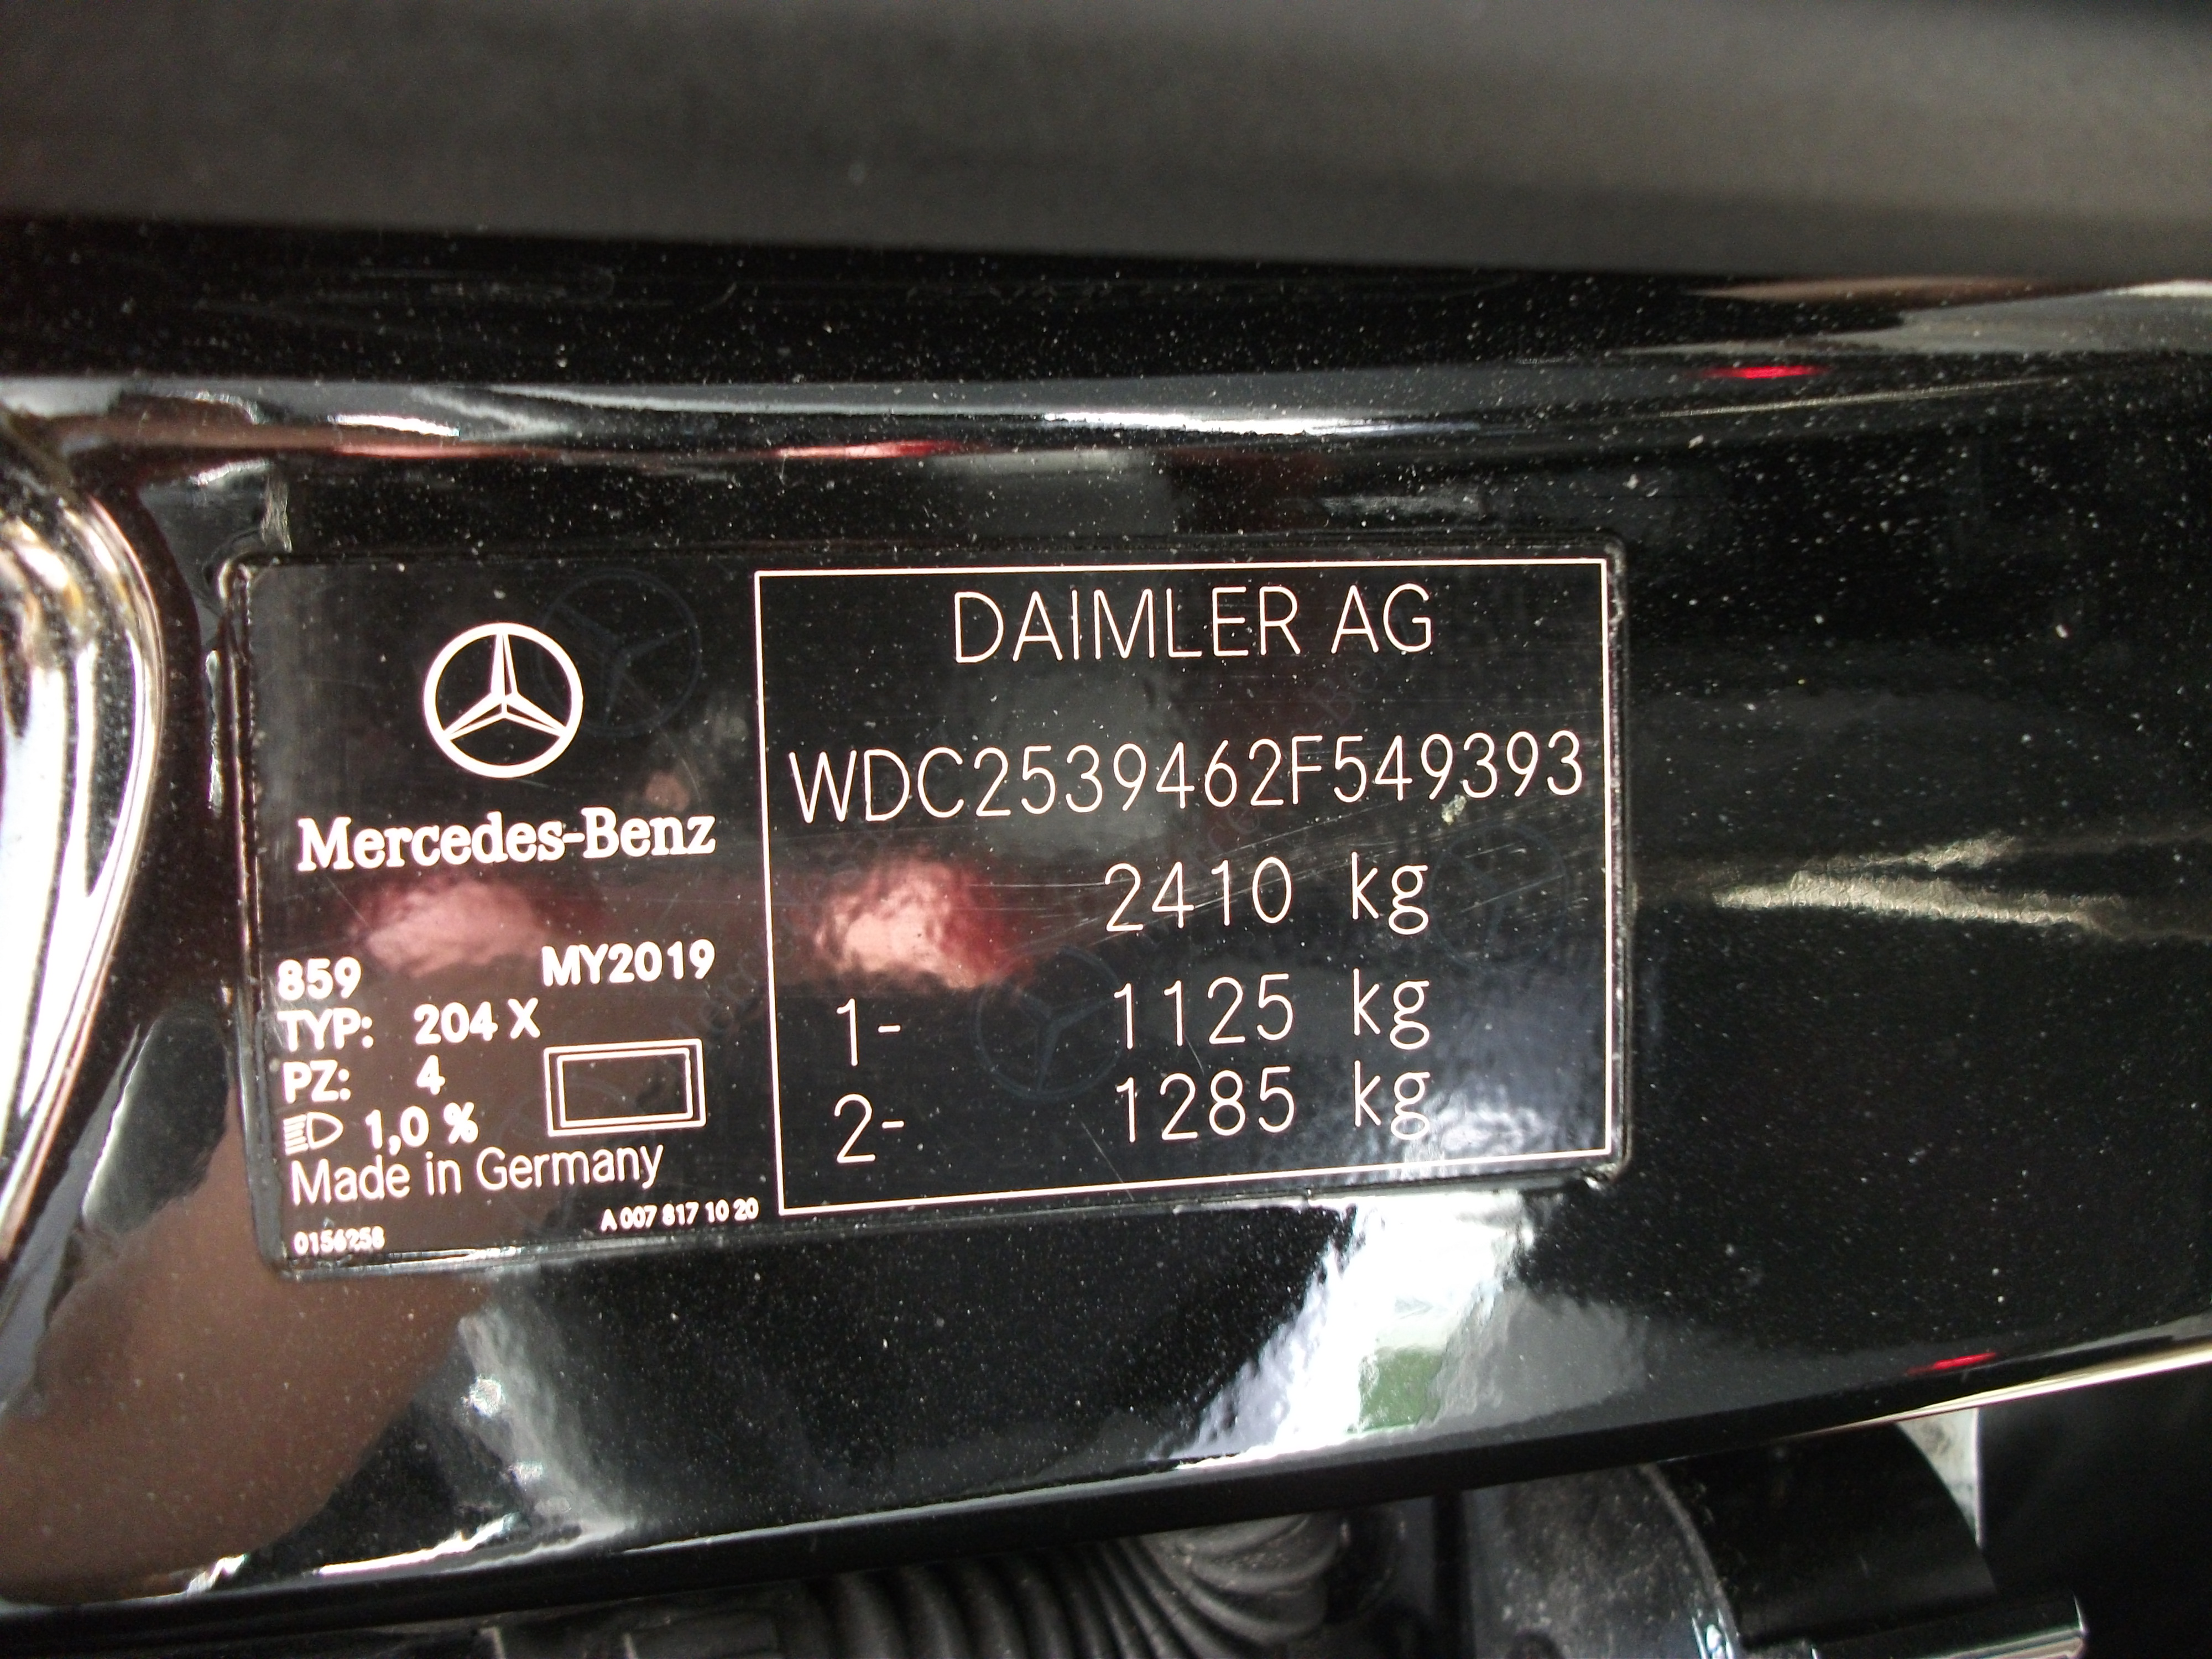 Mercedes-Benz
859 MY2019
TYP: 204 X
PZ: 4
1,0 %
Made in Germany
A 007 817 10 20
0156258
DAIMLER AG
WDC2539462F549393
2410 kg
1- 1125 kg
2- 1285 kg